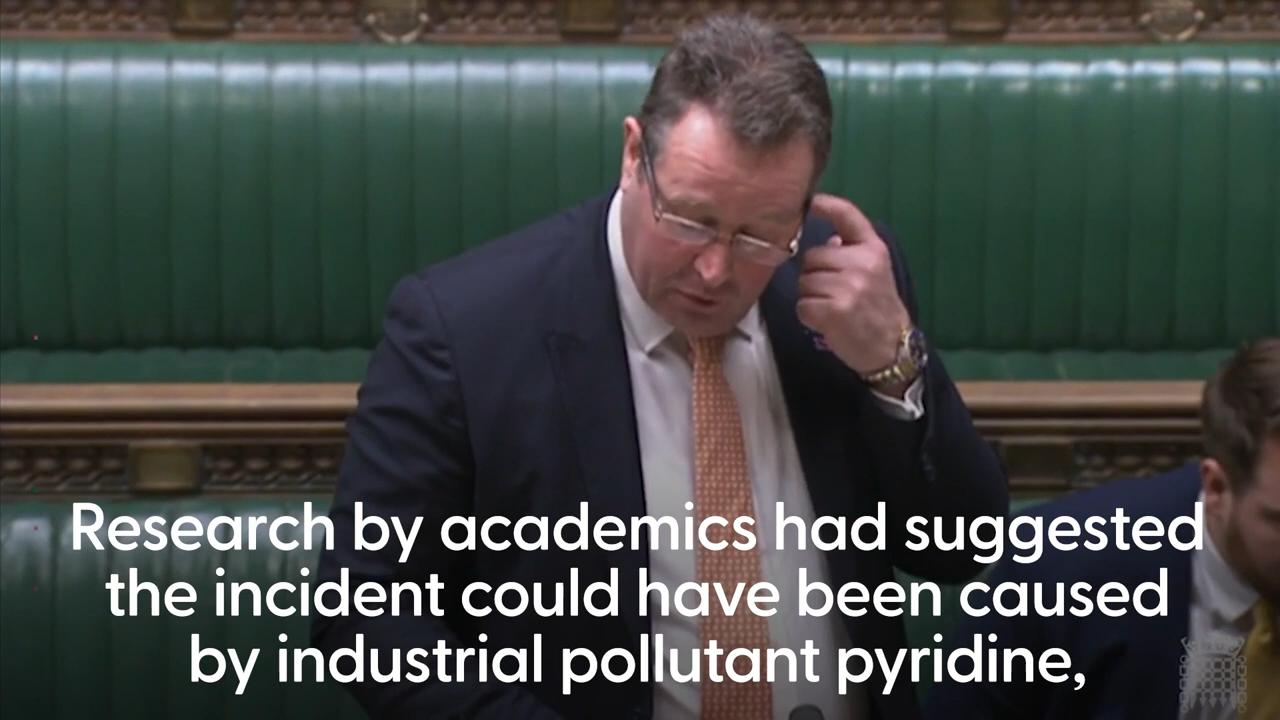 Research by academics had suggested
the incident could have been caused
by industrial pollutant pyridine,